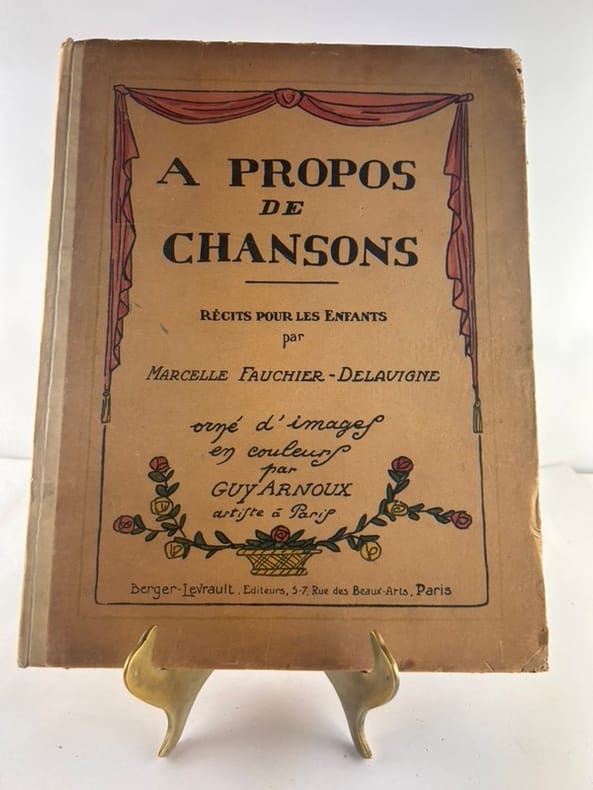 A PROPOS
DE
CHANSONS
RÉCITS POUR LES ENFANTS
par
MARCELLE FAUCHIER-DELAVIGNE
orné d'images
en couleurs
par
GUY ARNOUX
artiste à Paris
Berger-Levrault, Editeurs, 5-7, Rue des Beaux-Arts, Paris